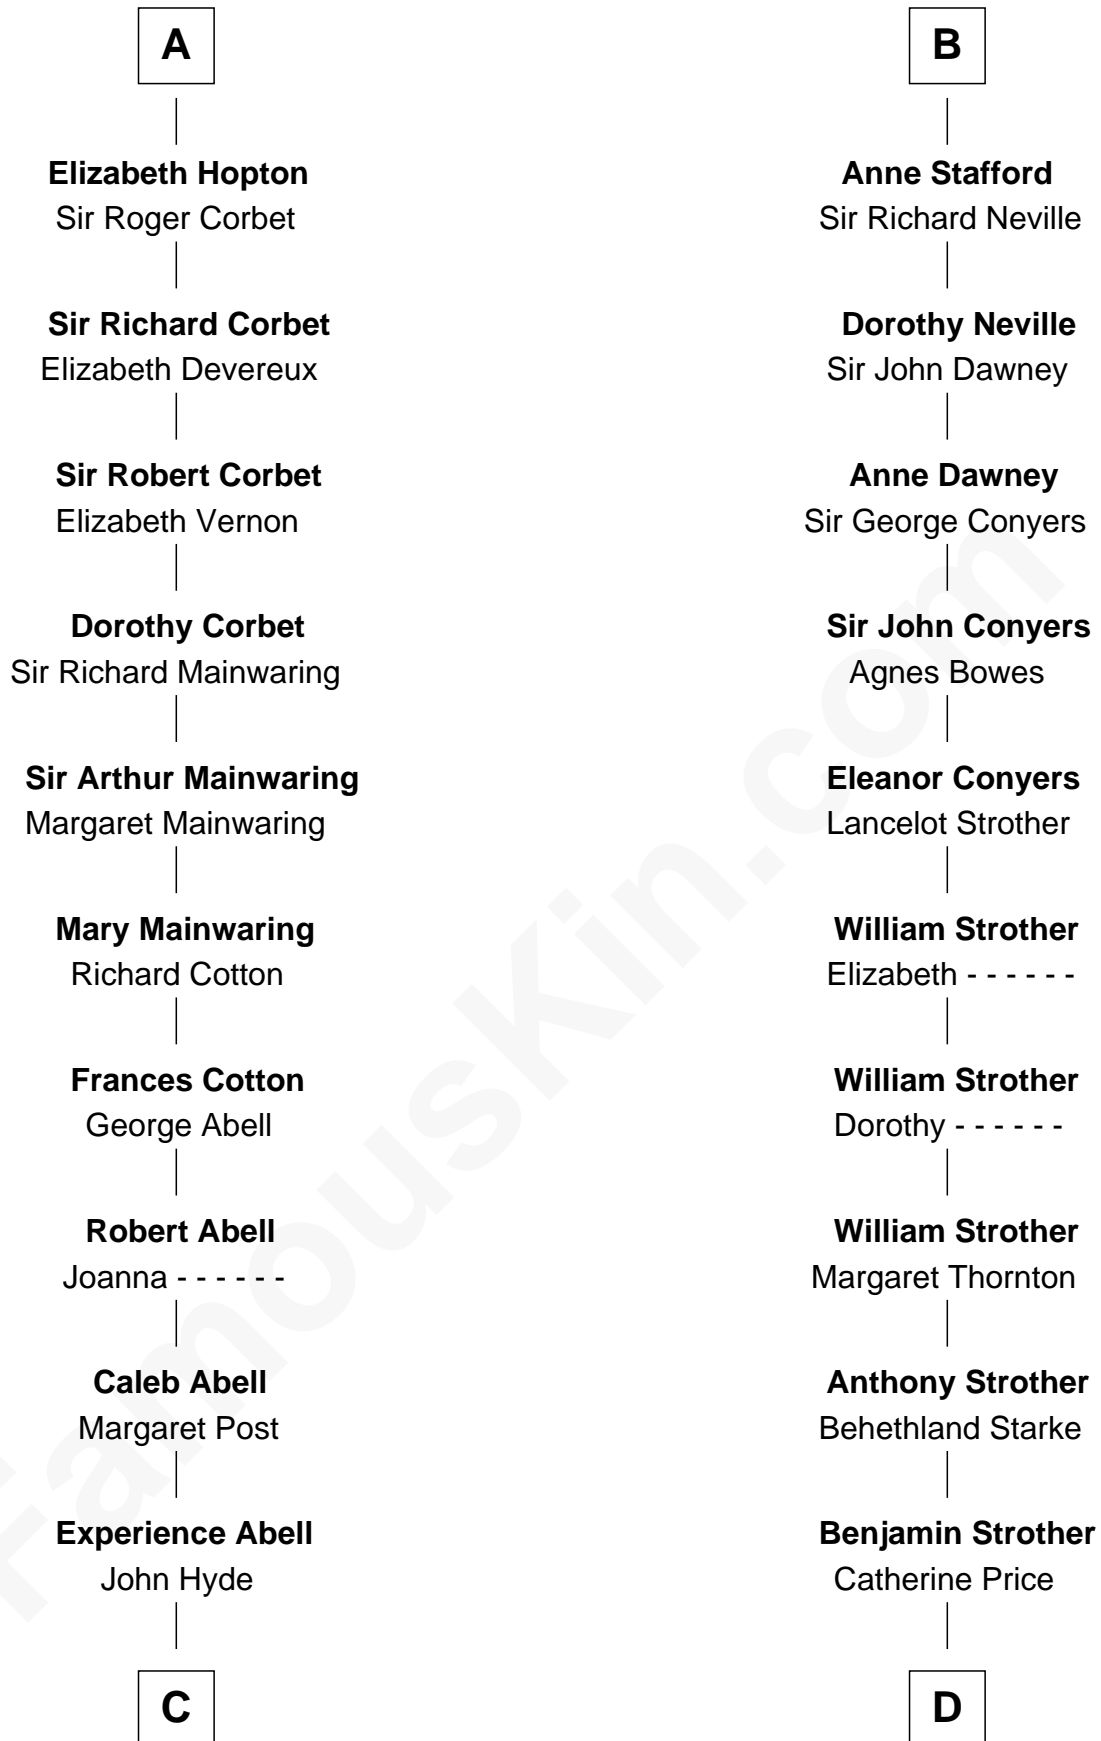 A
Elizabeth Hopton
Sir Roger Corbet
Sir Richard Corbet
Elizabeth Devereux
Sir Robert Corbet
Elizabeth Vernon
Dorothy Corbet
Sir Richard Mainwaring
Sir Arthur Mainwaring
Margaret Mainwaring
Mary Mainwaring
Richard Cotton
Frances Cotton
George Abell
Robert Abell
Joanna - - - - - -
Caleb Abell
Margaret Post
Experience Abell
John Hyde
C
B
Anne Stafford
Sir Richard Neville
Dorothy Neville
Sir John Dawney
Anne Dawney
Sir George Conyers
Sir John Conyers
Agnes Bowes
Eleanor Conyers
Lancelot Strother
William Strother
Elizabeth - - - - - -
William Strother
Dorothy - - - - - -
William Strother
Margaret Thornton
Anthony Strother
Behethland Starke
Benjamin Strother
Catherine Price
D
FamousKin.com